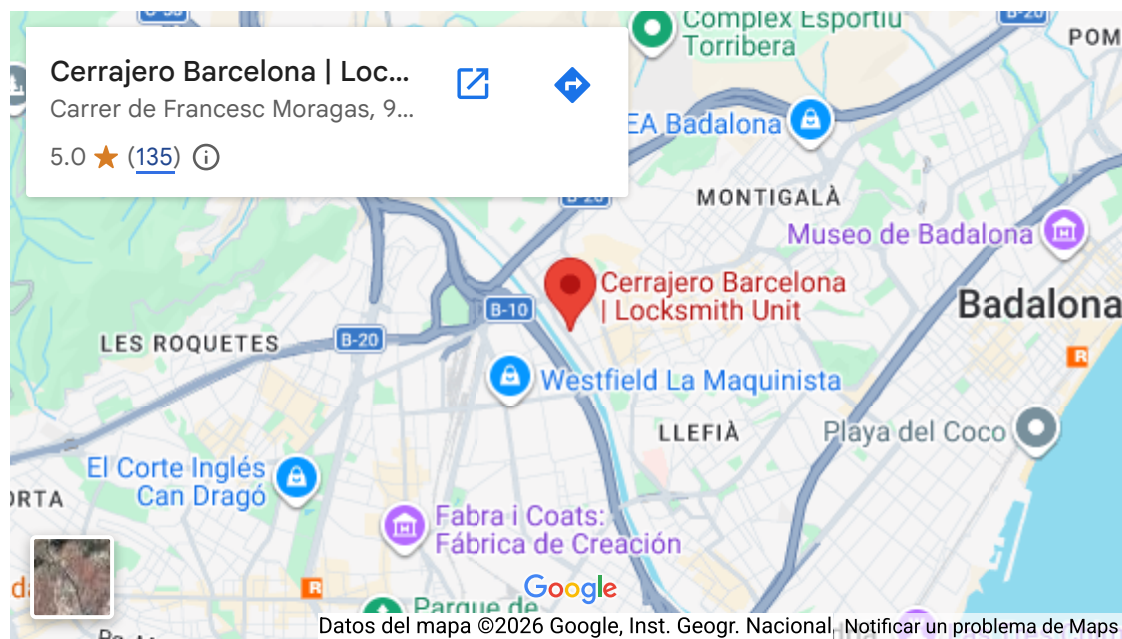 Cerrajero Barcelona | Loc...
Carrer de Francesc Moragas, 9...
5.0 ★ (135)
Complex Esportiu
Torribera
B-20
POM
EA Badalona
MONTIGALÀ
B-20
Museo de Badalona
Cerrajero Barcelona
| Locksmith Unit
B-10
Badalona
LES ROQUETES
B-20
R
Westfield La Maquinista
LLEFIÀ
Playa del Coco
El Corte Inglés
Can Dragó
ORTA
Fabra i Coats:
Fábrica de Creación
R
Google
Parque de
Datos del mapa ©2026 Google, Inst. Geogr. Nacional
Notificar un problema de Maps